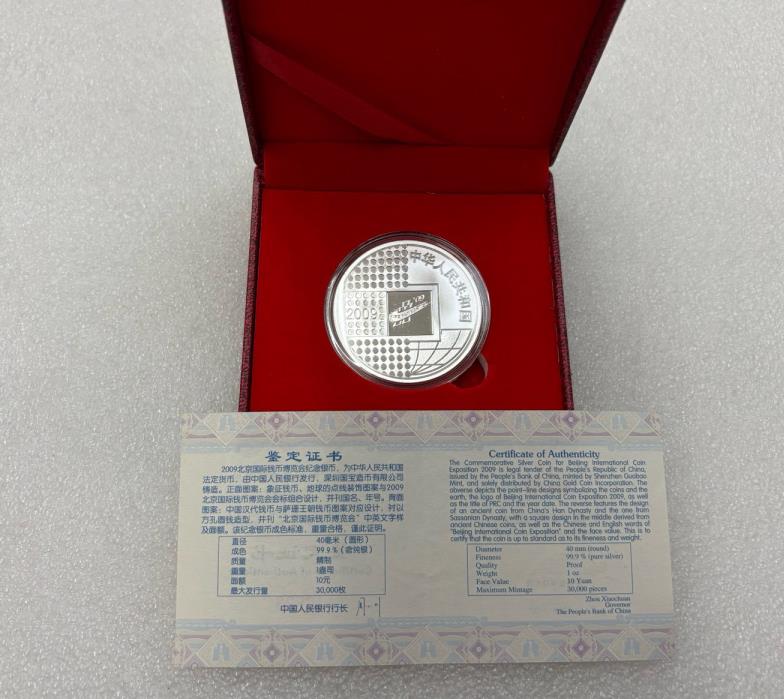 中华人民共和国
2009
'09
鉴定证书
2009北京国际钱币博览会纪念银币，为中华人民共和国
法定货币，由中国人民银行发行，深圳国宝造币有限公司
铸造。正面图案：象征钱币、地球的点线装饰图案与2009
北京国际钱币博览会会标组合设计，并刊国名、年号。背面
图案：中国汉代钱币与萨珊王朝钱币图案对应设计，衬以
方孔圆钱造型，并刊“北京国际钱币博览会”中英文字样
及面额。该纪念银币成色标准，重量合格，谨此证明。
直径 40毫米（圆形）
成色 99.9%（含纯银）
质量 精制
重量 1盎司
面额 10元
最大发行量 30,000枚
中国人民银行行长
Certificate of Authenticity
The Commemorative Silver Coin for Beijing International Coin
Exposition 2009 is legal tender of the People's Republic of China,
issued by the People's Bank of China, minted by Shenzhen Guobao
Mint, and solely distributed by China Gold Coin Incorporation. The
obverse depicts the point-line designs symbolizing the coins and the
earth, the logo of Beijing International Coin Exposition 2009, as well
as the title of PRC and the year date. The reverse features the design
of an ancient coin from China's Han Dynasty and the one from
Sassanian Dynasty, with a square design in the middle derived from
ancient Chinese coins, as well as the Chinese and English words of
"Beijing International Coin Exposition" and the face value. This is to
certify that the coin is up to standard as to its fineness and weight.
Diameter 40 mm (round)
Fineness 99.9 % (pure silver)
Quality Proof
Weight 1 oz
Face Value 10 Yuan
Maximum Mintage 30,000 pieces
Zhou Xiaochuan
Governor
The People's Bank of China